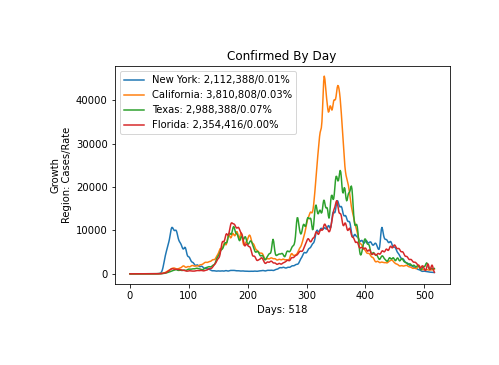 Confirmed By Day
New York: 2,112,388/0.01%
California: 3,810,808/0.03%
Texas: 2,988,388/0.07%
Florida: 2,354,416/0.00%
Growth
Region: Cases/Rate
40000
30000
20000
10000
0
0 100 200 300 400 500
Days: 518